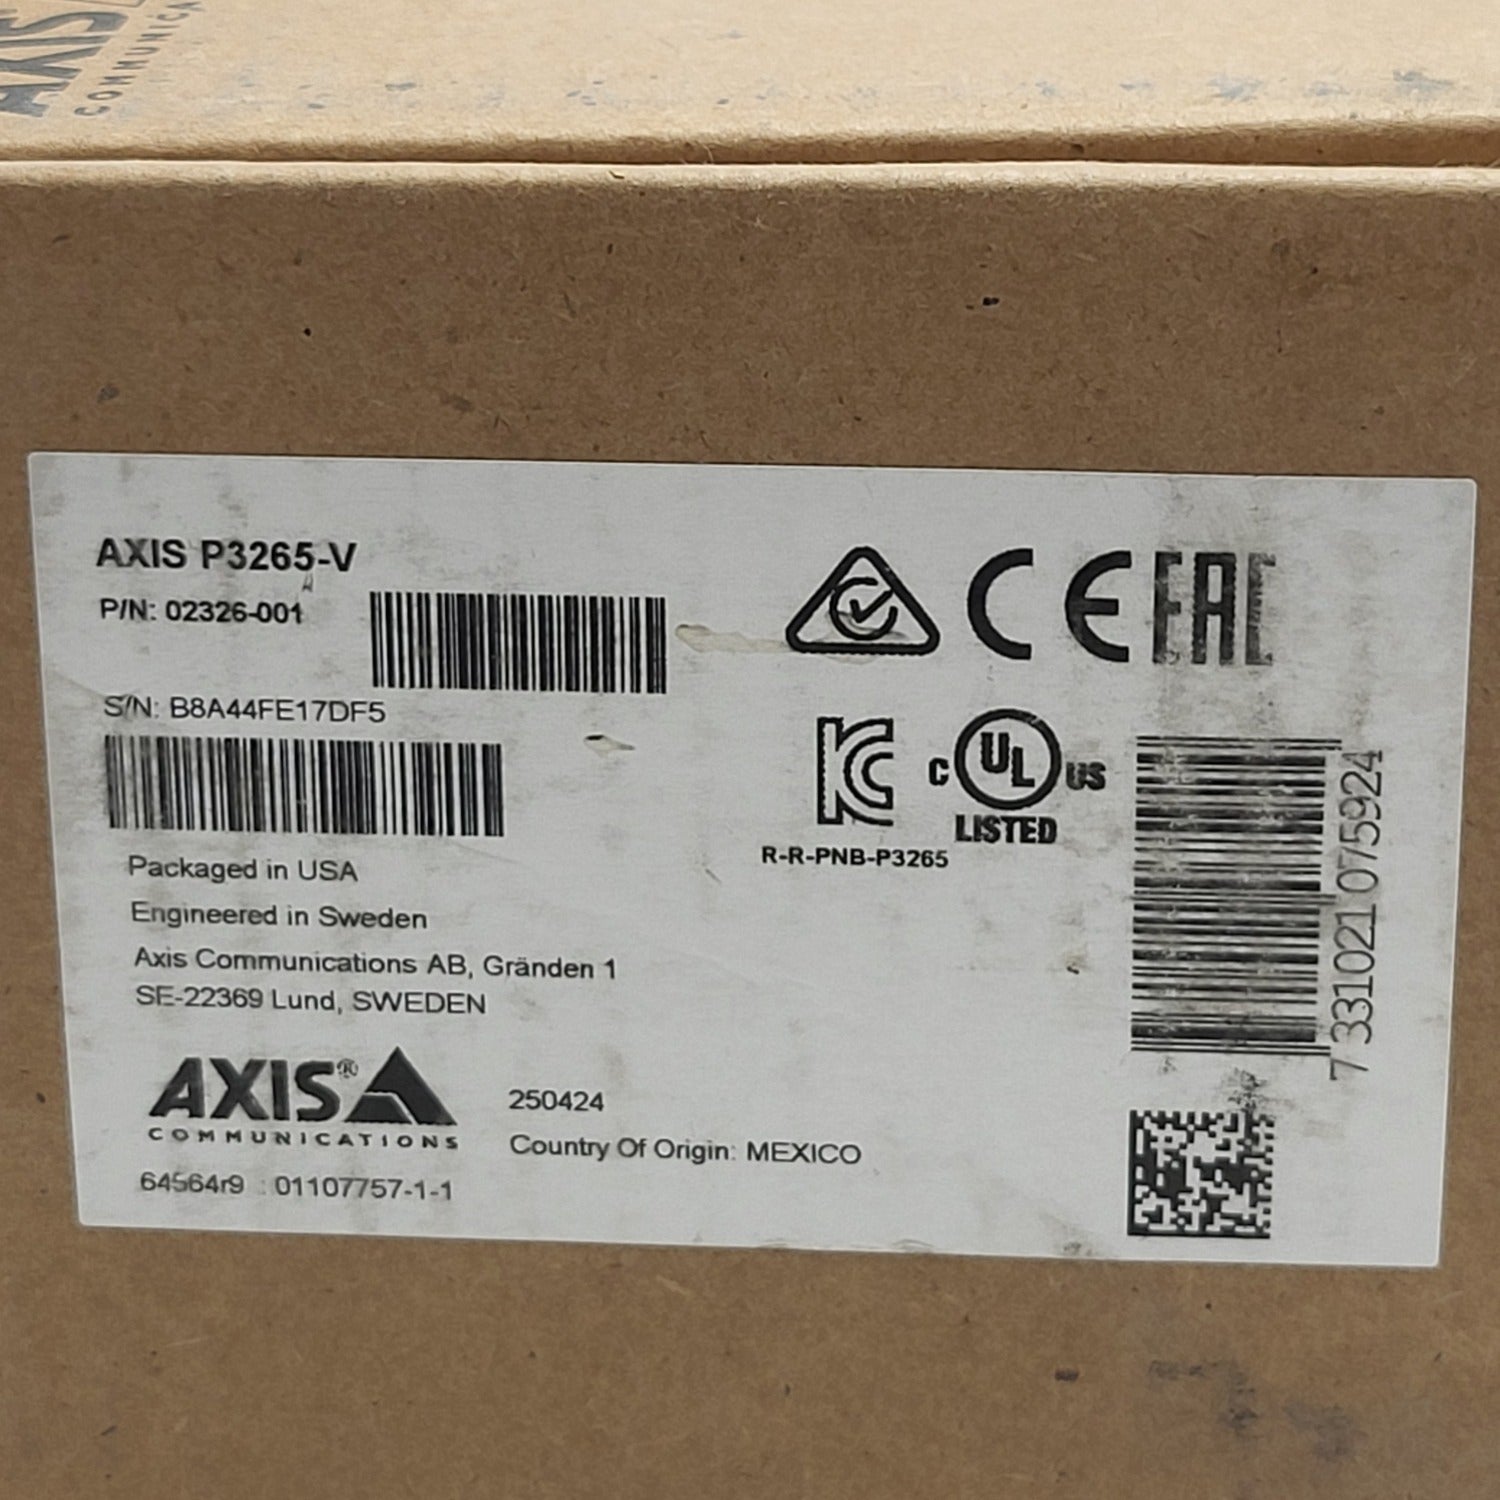 AXIS
COMMUNICA
AXIS P3265-V
P/N: 02326-001
S/N: B8A44FE17DF5
Packaged in USA
Engineered in Sweden
Axis Communications AB, Gränden 1
SE-22369 Lund, SWEDEN
AXIS®
COMMUNICATIONS
64564r9 : 01107757-1-1
250424
Country Of Origin: MEXICO
CE EAC
KC
C UL US
LISTED
R-R-PNB-P3265
7 331021 075924